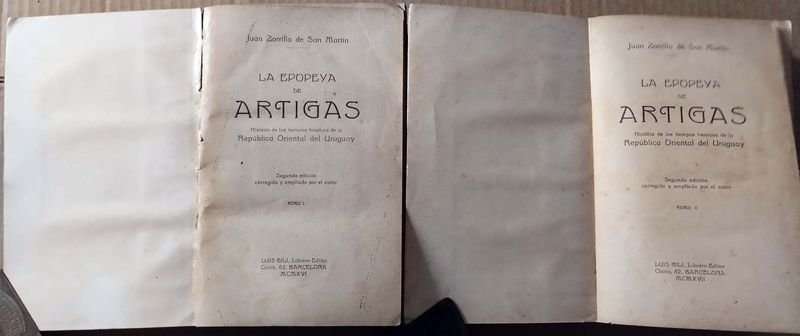 Juan Zorrilla de San Martín
LA EPOPEYA
DE
ARTIGAS
Historia de los tiempos heroicos de la
República Oriental del Uruguay
Segunda edición
corregida y ampliada por el autor
TOMO I
LUIS GILI, Librero-Editor
Clarís, 82, BARCELONA
MCMXVI
Juan Zorrilla de San Martín
LA EPOPEYA
DE
ARTIGAS
Historia de los tiempos heroicos de la
República Oriental del Uruguay
Segunda edición
corregida y ampliada por el autor
TOMO II
LUIS GILI, Librero-Editor
Clarís, 82, BARCELONA
MCMXVII